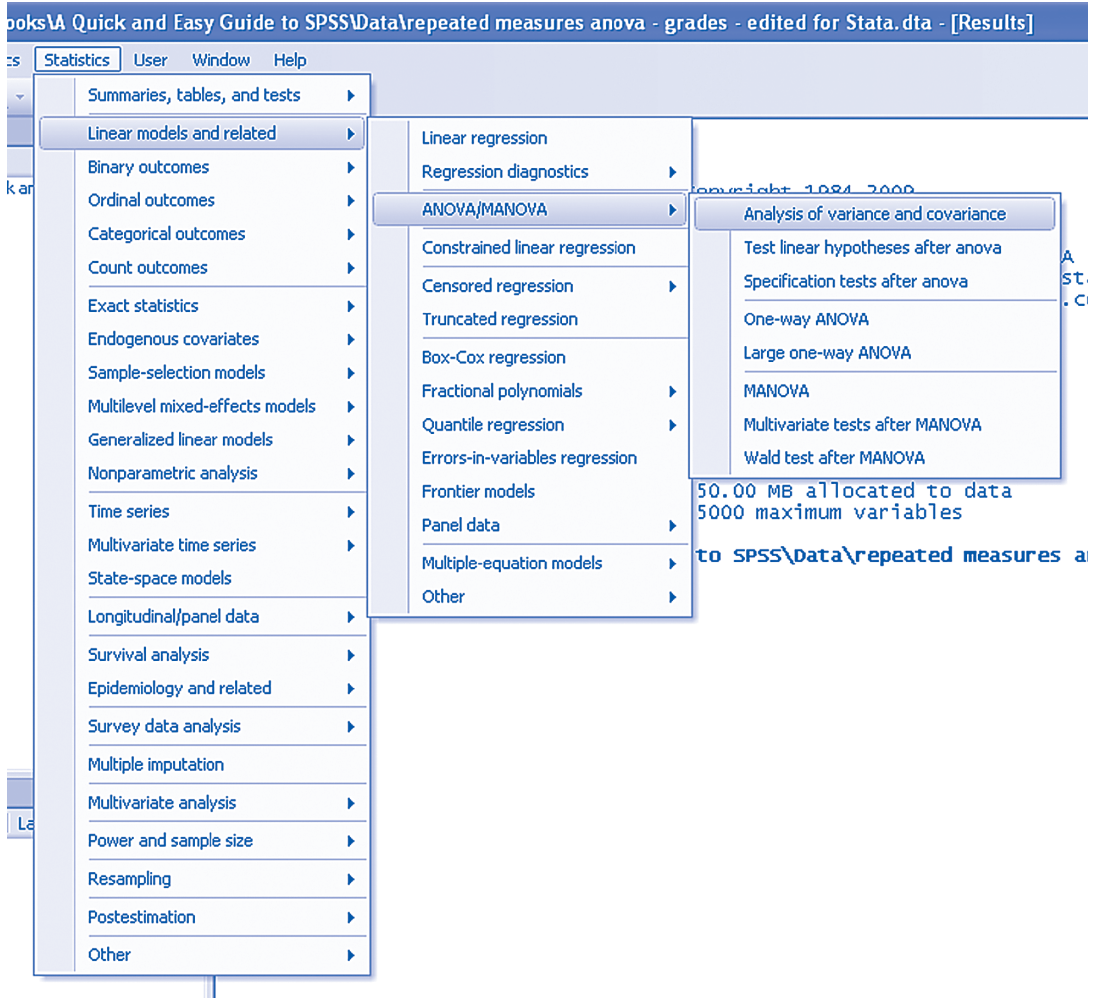 ooks\A Quick and Easy Guide to SPSS\Data\repeated measures anova - grades - edited for Stata.dta - [Results]
cs Statistics User Window Help
Summaries, tables, and tests
Linear models and related
Binary outcomes
Ordinal outcomes
Categorical outcomes
Count outcomes
Exact statistics
Endogenous covariates
Sample-selection models
Multilevel mixed-effects models
Generalized linear models
Nonparametric analysis
Time series
Multivariate time series
State-space models
Longitudinal/panel data
Survival analysis
Epidemiology and related
Survey data analysis
Multiple imputation
Multivariate analysis
Power and sample size
Resampling
Postestimation
Other
Linear regression
Regression diagnostics
ANOVA/MANOVA
Constrained linear regression
Censored regression
Truncated regression
Box-Cox regression
Fractional polynomials
Quantile regression
Errors-in-variables regression
Frontier models
Panel data
Multiple-equation models
Other
Analysis of variance and covariance
Test linear hypotheses after anova
Specification tests after anova
One-way ANOVA
Large one-way ANOVA
MANOVA
Multivariate tests after MANOVA
Wald test after MANOVA
opyright 1984-2009
50.00 MB allocated to data
5000 maximum variables
to SPSS\Data\repeated measures a